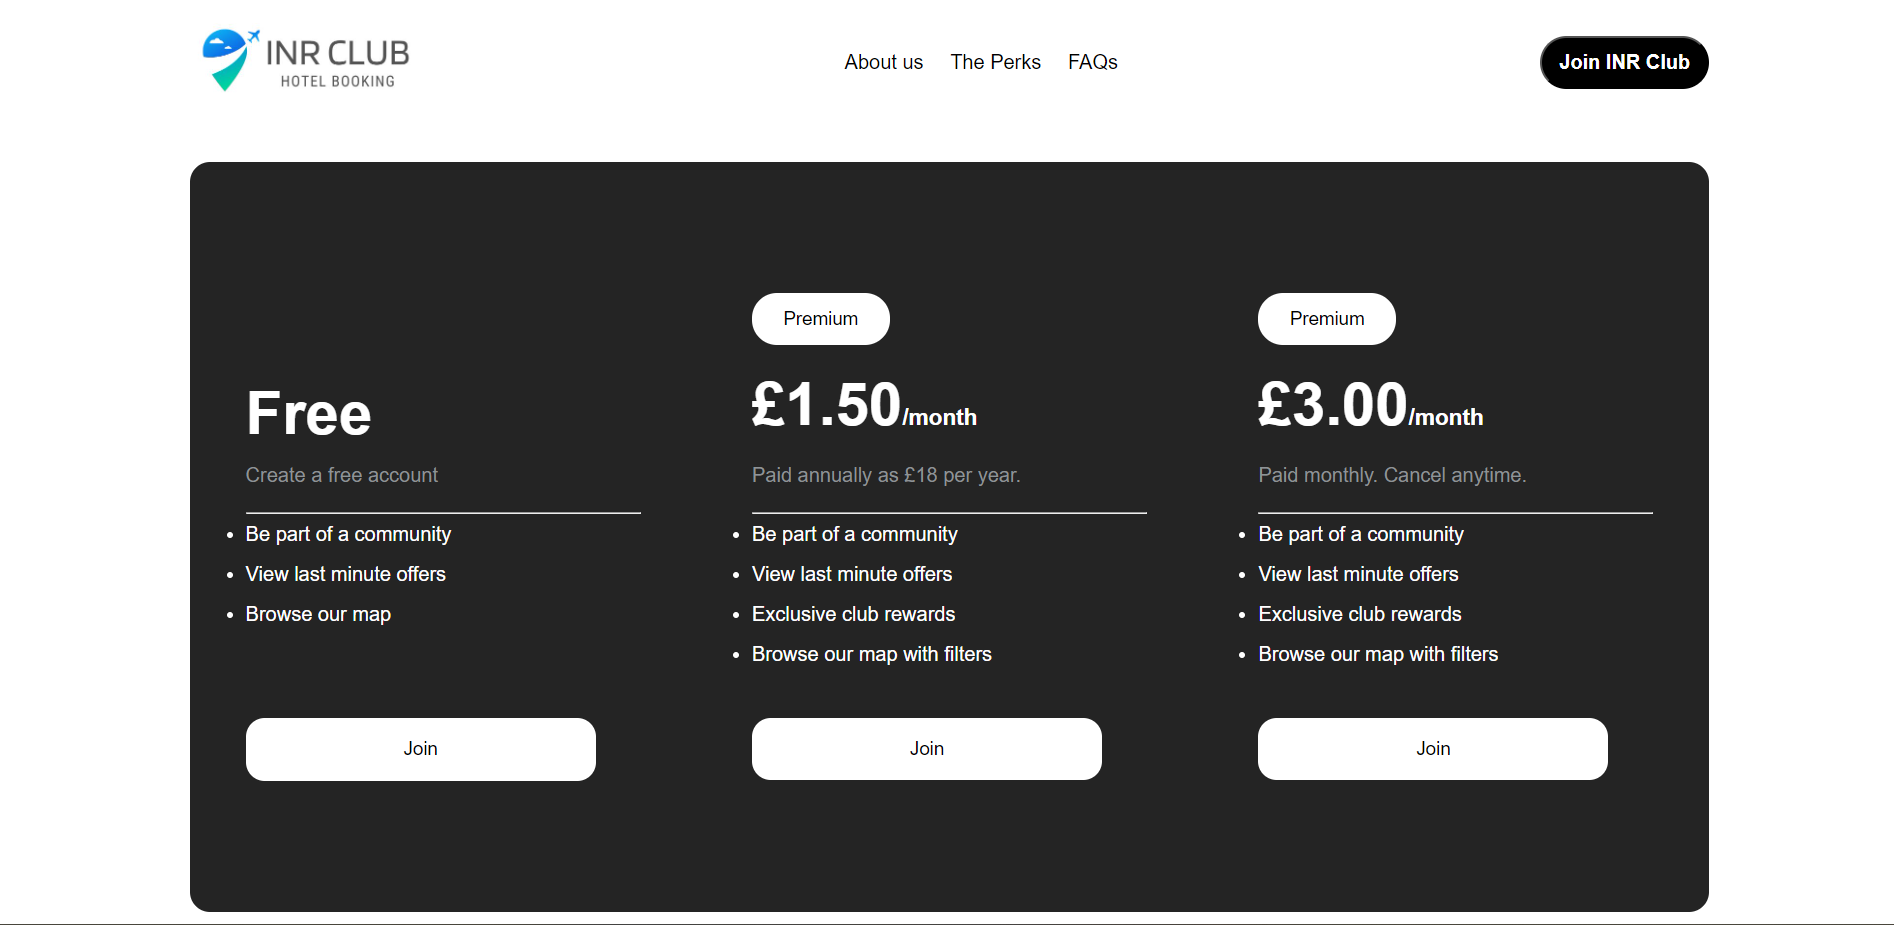 INR CLUB
HOTEL BOOKING
About us
The Perks
FAQs
Join INR Club
Free
Create a free account
Be part of a community
View last minute offers
Browse our map
Join
Premium
£1.50/month
Paid annually as £18 per year.
Be part of a community
View last minute offers
Exclusive club rewards
Browse our map with filters
Join
Premium
£3.00/month
Paid monthly. Cancel anytime.
Be part of a community
View last minute offers
Exclusive club rewards
Browse our map with filters
Join